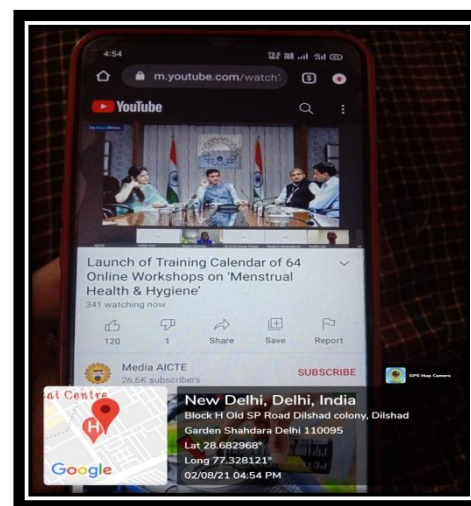 4:54
m.youtube.com/watch?
5
YouTube
Launch of Training Calendar of 64
Online Workshops on 'Menstrual
Health & Hygiene'
341 watching now
120
1
Share
Save
Report
Media AICTE
26.6K subscribers
SUBSCRIBE
GPS Map Camera
al Centre
H
Google
New Delhi, Delhi, India
Block H Old SP Road Dilshad colony, Dilshad
Garden Shahdara Delhi 110095
Lat 28.682968°
Long 77.328121°
02/08/21 04:54 PM